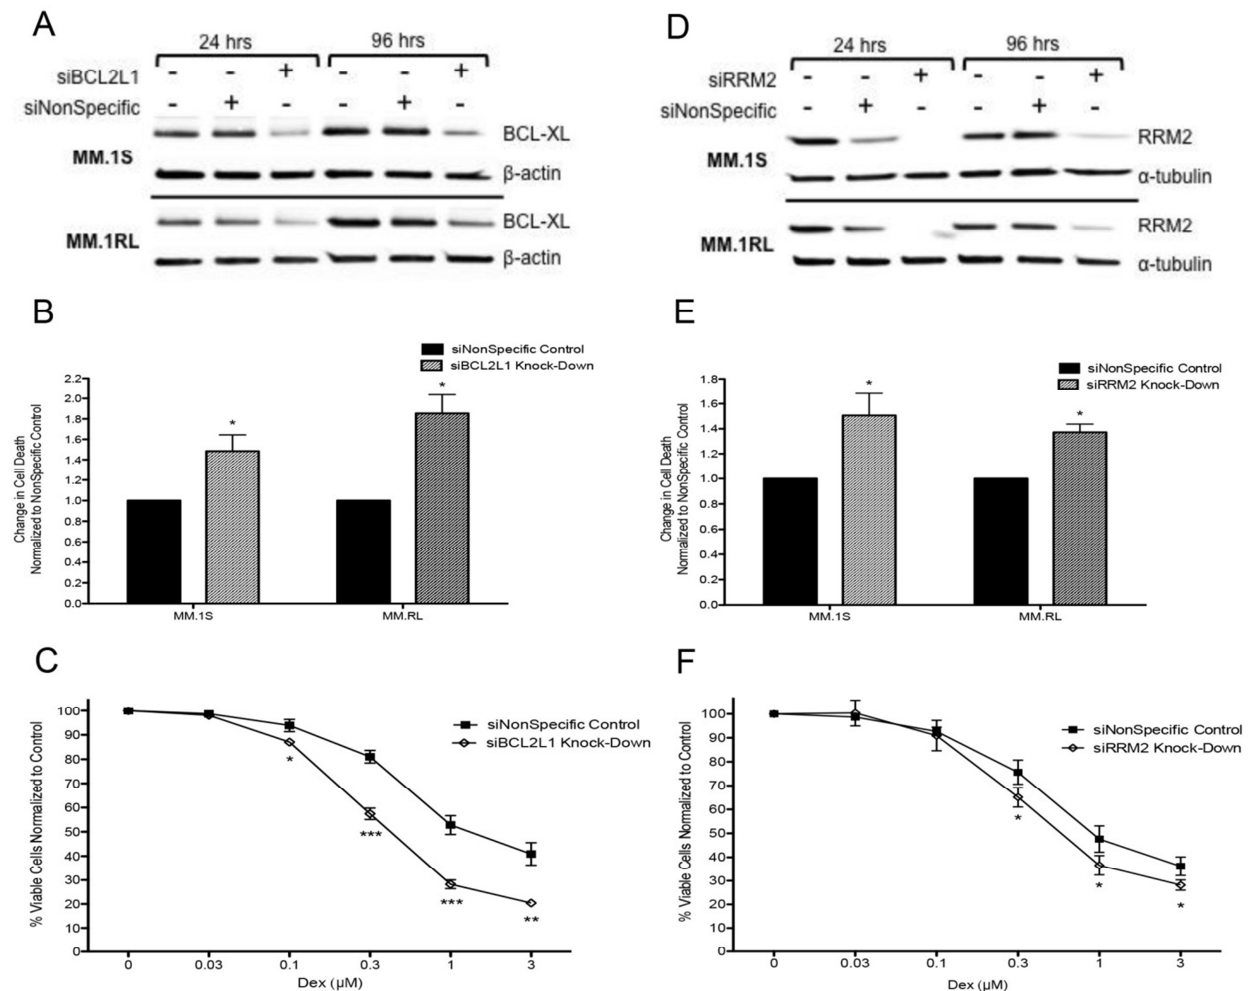 A
24 hrs 96 hrs
siBCL2L1 - - + - - +
siNonSpecific - + - - + -
MM.1S
BCL-XL
β-actin
MM.1RL
BCL-XL
β-actin
D
24 hrs 96 hrs
siRRM2 - - + - - +
siNonSpecific - + - - + -
MM.1S
RRM2
α-tubulin
MM.1RL
RRM2
α-tubulin
B
siNonSpecific Control
siBCL2L1 Knock-Down
Change in Cell Death
Normalized to NonSpecific Control
2.2
2.0
1.8
1.6
1.4
1.2
1.0
0.8
0.6
0.4
0.2
0.0
* *
MM.1S MM.RL
E
siNonSpecific Control
siRRM2 Knock-Down
Change in Cell Death
Normalized to NonSpecific Control
1.8
1.6
1.4
1.2
1.0
0.8
0.6
0.4
0.2
0.0
* *
MM.1S MM.RL
C
siNonSpecific Control
siBCL2L1 Knock-Down
% Viable Cells Normalized to Control
100
90
80
70
60
50
40
30
20
10
0
* *** *** **
0 0.03 0.1 0.3 1 3
Dex (µM)
F
siNonSpecific Control
siRRM2 Knock-Down
% Viable Cells Normalized to Control
100
90
80
70
60
50
40
30
20
10
0
* * *
0 0.03 0.1 0.3 1 3
Dex (µM)